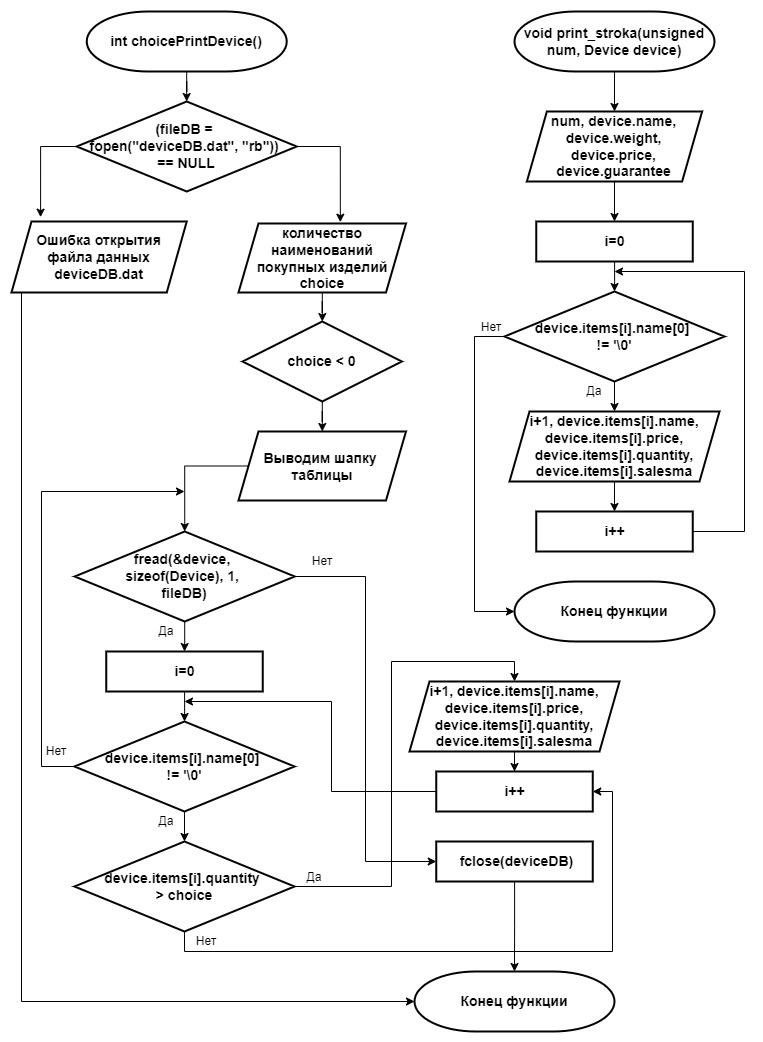 int choicePrintDevice()
(fileDB =
fopen("deviceDB.dat", "rb"))
== NULL
Ошибка открытия
файла данных
deviceDB.dat
количество
наименований
покупных изделий
choice
choice < 0
Выводим шапку
таблицы
fread(&device,
sizeof(Device), 1,
fileDB)
Нет
Да
i=0
device.items[i].name[0]
!= '\0'
Нет
Да
device.items[i].quantity
> choice
Да
Нет
i+1, device.items[i].name,
device.items[i].price,
device.items[i].quantity,
device.items[i].salesma
i++
fclose(deviceDB)
Конец функции
void print_stroka(unsigned
num, Device device)
num, device.name,
device.weight,
device.price,
device.guarantee
i=0
device.items[i].name[0]
!= '\0'
Нет
Да
i+1, device.items[i].name,
device.items[i].price,
device.items[i].quantity,
device.items[i].salesma
i++
Конец функции